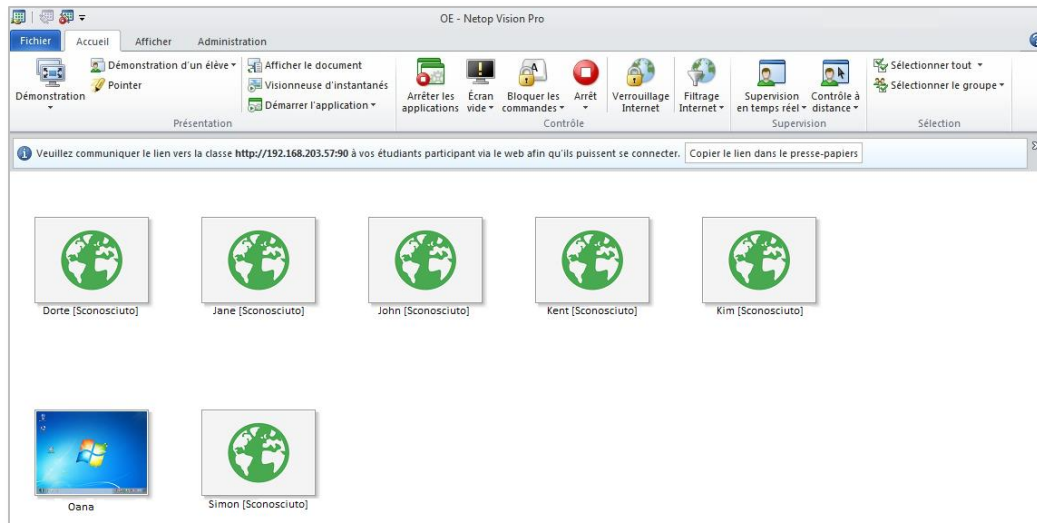 OE - Netop Vision Pro
Fichier Accueil Afficher Administration
Démonstration
Démonstration d'un élève
Pointer
Afficher le document
Visionneuse d'instantanés
Démarrer l'application
Présentation
Arrêter les applications
Écran vide
Bloquer les commandes
Arrêt
Verrouillage Internet
Filtrage Internet
Contrôle
Supervision en temps réel
Contrôle à distance
Supervision
Sélectionner tout
Sélectionner le groupe
Sélection
Veuillez communiquer le lien vers la classe http://192.168.203.57:90 à vos étudiants participant via le web afin qu'ils puissent se connecter. Copier le lien dans le presse-papiers
Dorte [Sconosciuto] Jane [Sconosciuto] John [Sconosciuto] Kent [Sconosciuto] Kim [Sconosciuto]
Oana Simon [Sconosciuto]